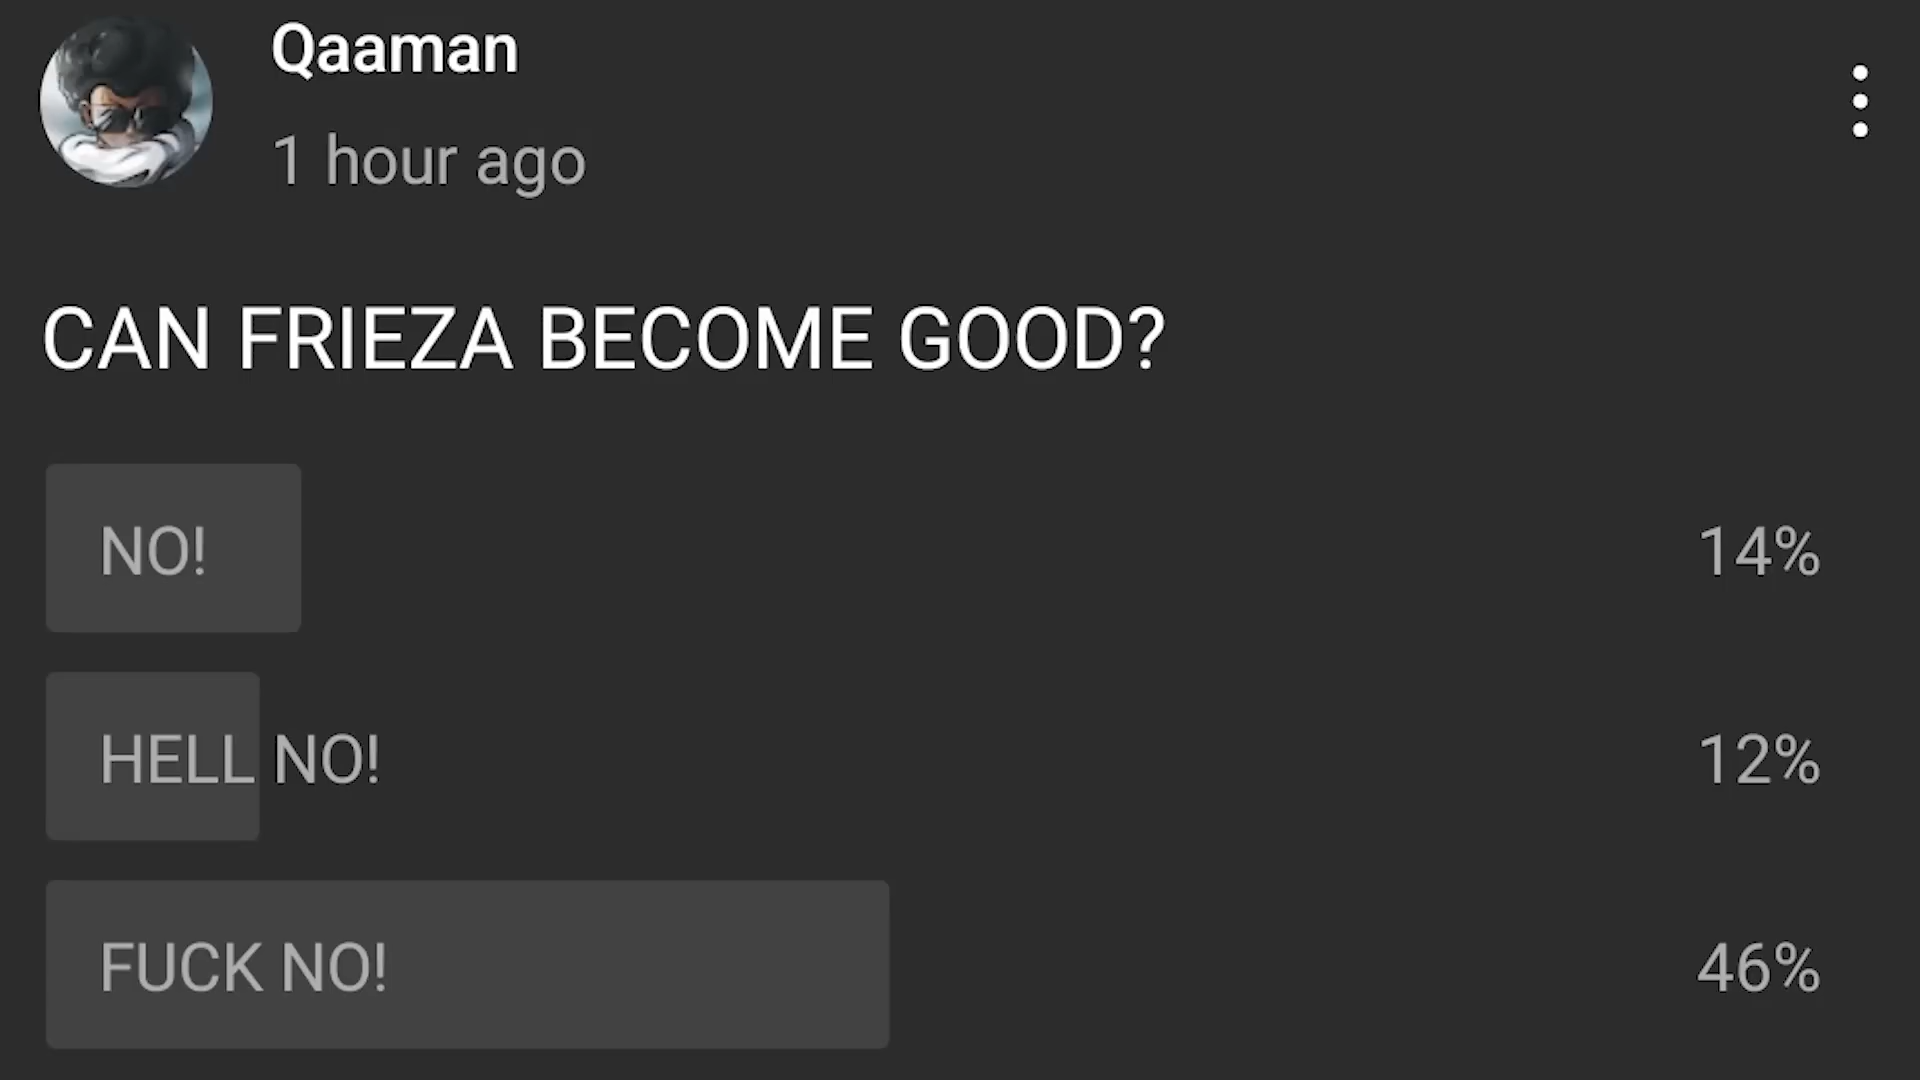 Qaaman
1 hour ago
CAN FRIEZA BECOME GOOD?
NO! 14%
HELL NO! 12%
FUCK NO! 46%